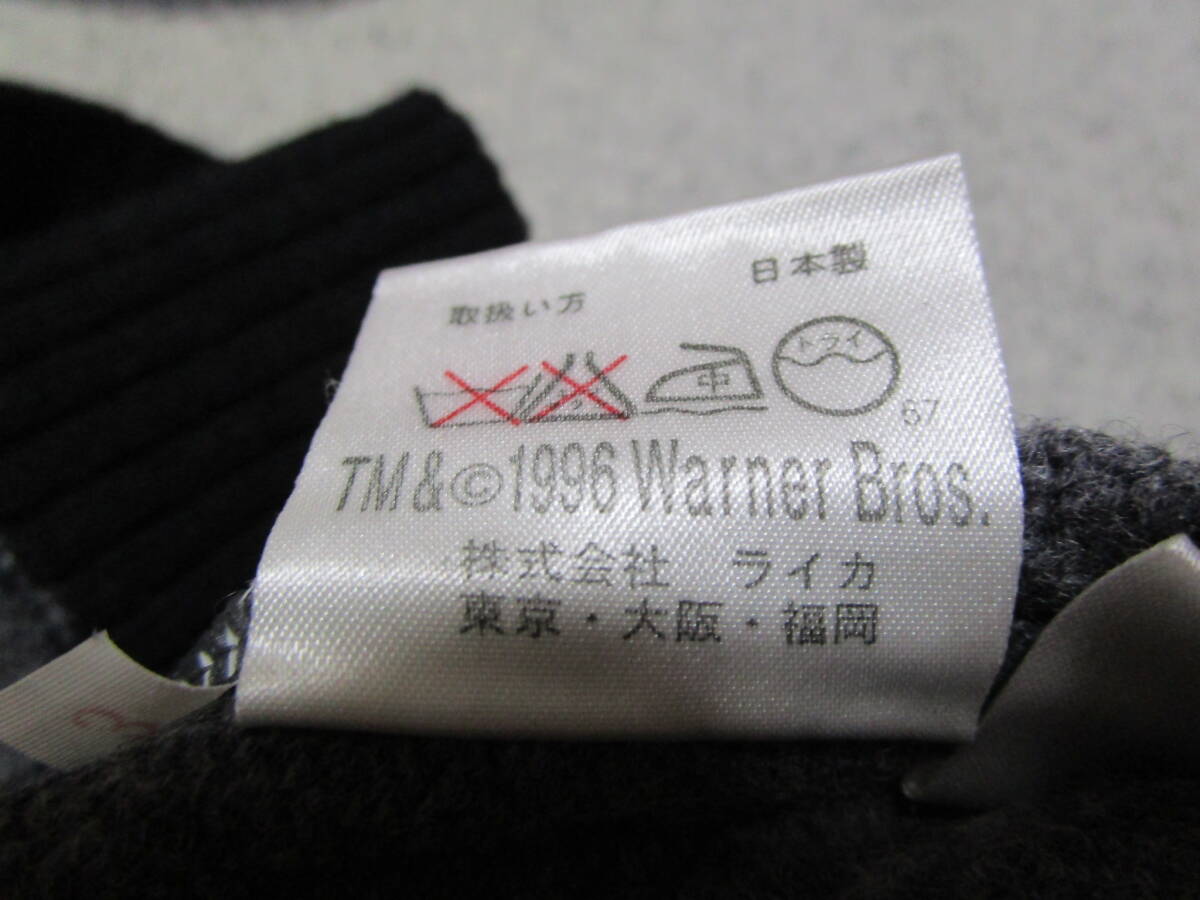 取扱い方
日本製
中
ドライ
S7
TM&©1996 Warner Bros.
株式会社 ライカ
東京・大阪・福岡